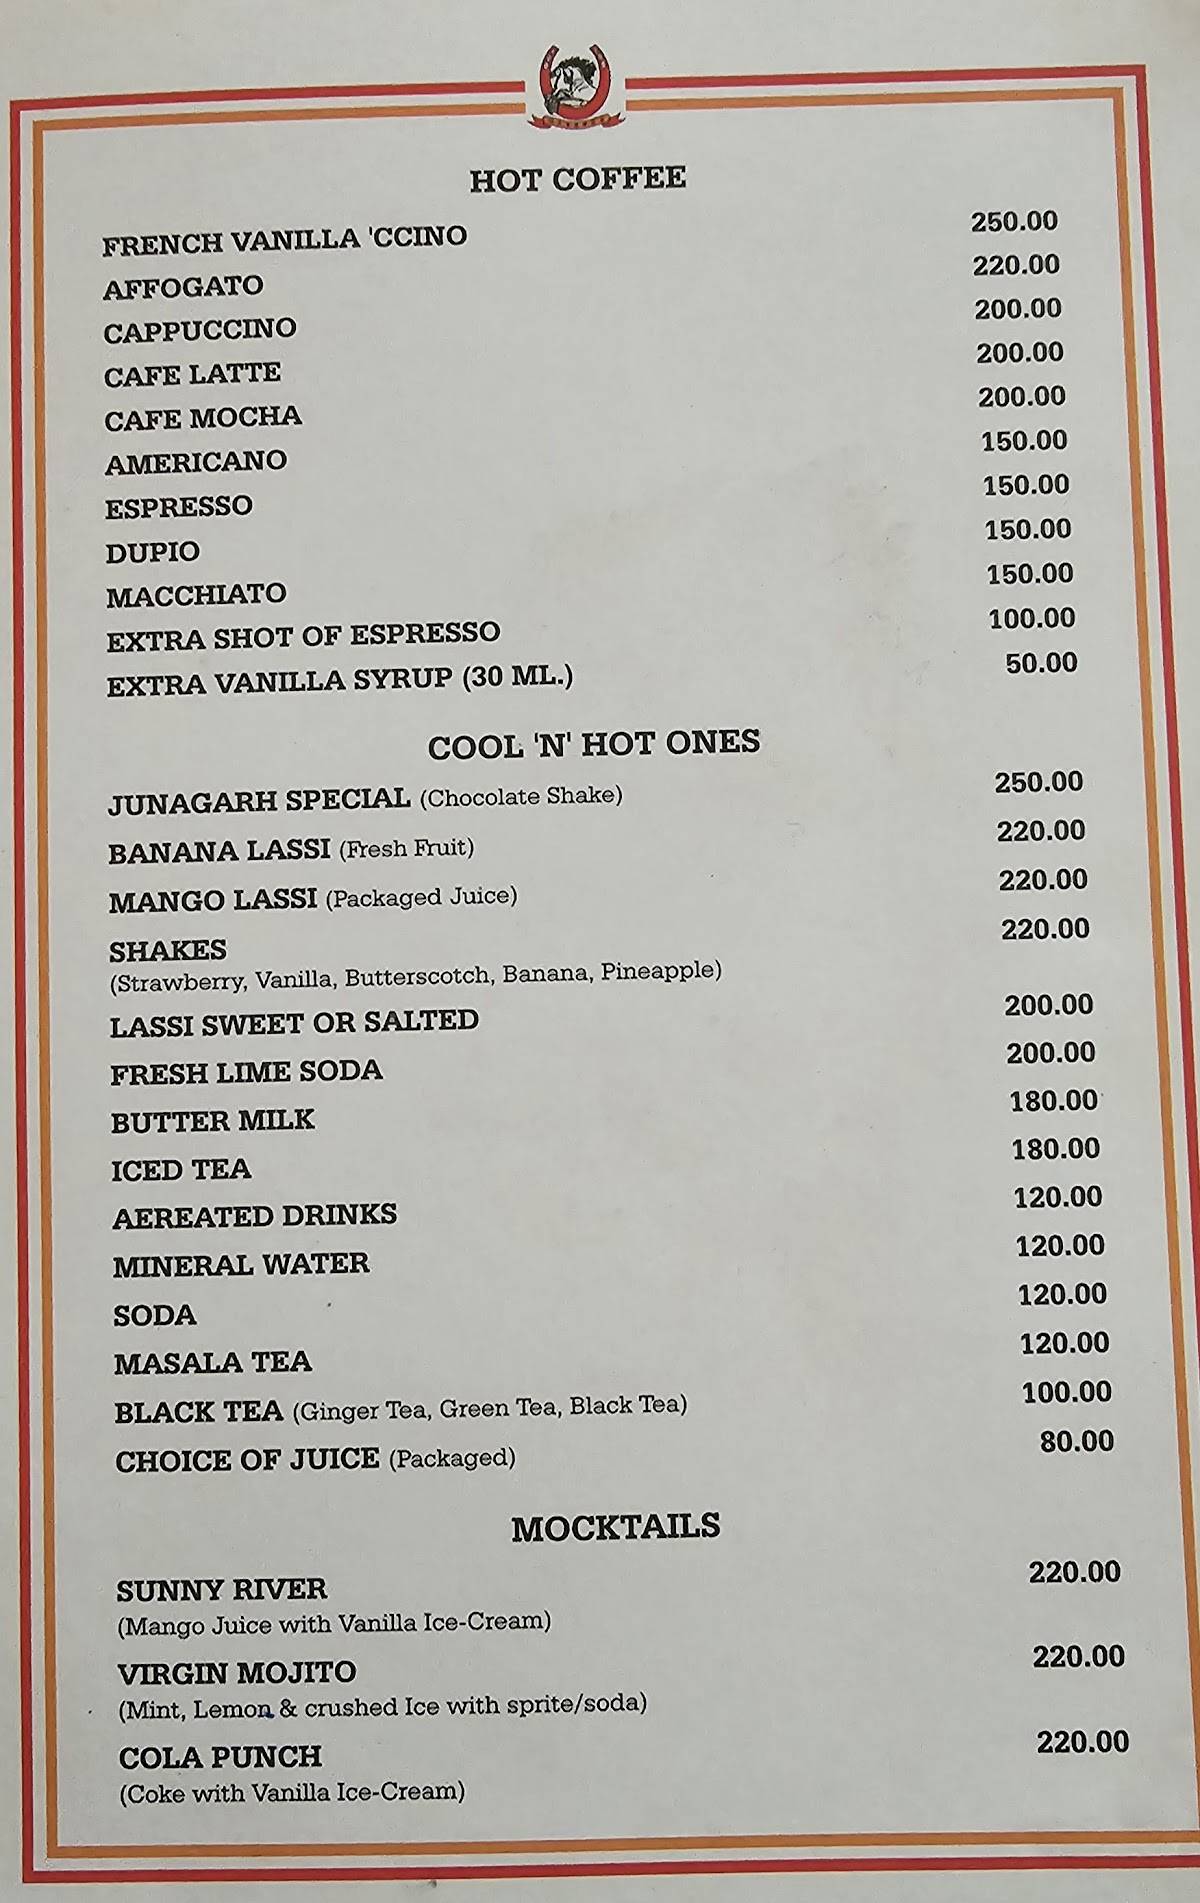 HOT COFFEE
FRENCH VANILLA 'CCINO 250.00
AFFOGATO 220.00
CAPPUCCINO 200.00
CAFE LATTE 200.00
CAFE MOCHA 200.00
AMERICANO 150.00
ESPRESSO 150.00
DUPIO 150.00
MACCHIATO 150.00
EXTRA SHOT OF ESPRESSO 100.00
EXTRA VANILLA SYRUP (30 ML.) 50.00
COOL 'N' HOT ONES
JUNAGARH SPECIAL (Chocolate Shake) 250.00
BANANA LASSI (Fresh Fruit) 220.00
MANGO LASSI (Packaged Juice) 220.00
SHAKES 220.00
(Strawberry, Vanilla, Butterscotch, Banana, Pineapple)
LASSI SWEET OR SALTED 200.00
FRESH LIME SODA 200.00
BUTTER MILK 180.00
ICED TEA 180.00
AEREATED DRINKS 120.00
MINERAL WATER 120.00
SODA 120.00
MASALA TEA 120.00
BLACK TEA (Ginger Tea, Green Tea, Black Tea) 100.00
CHOICE OF JUICE (Packaged) 80.00
MOCKTAILS
SUNNY RIVER 220.00
(Mango Juice with Vanilla Ice-Cream)
VIRGIN MOJITO 220.00
(Mint, Lemon & crushed Ice with sprite/soda)
COLA PUNCH 220.00
(Coke with Vanilla Ice-Cream)